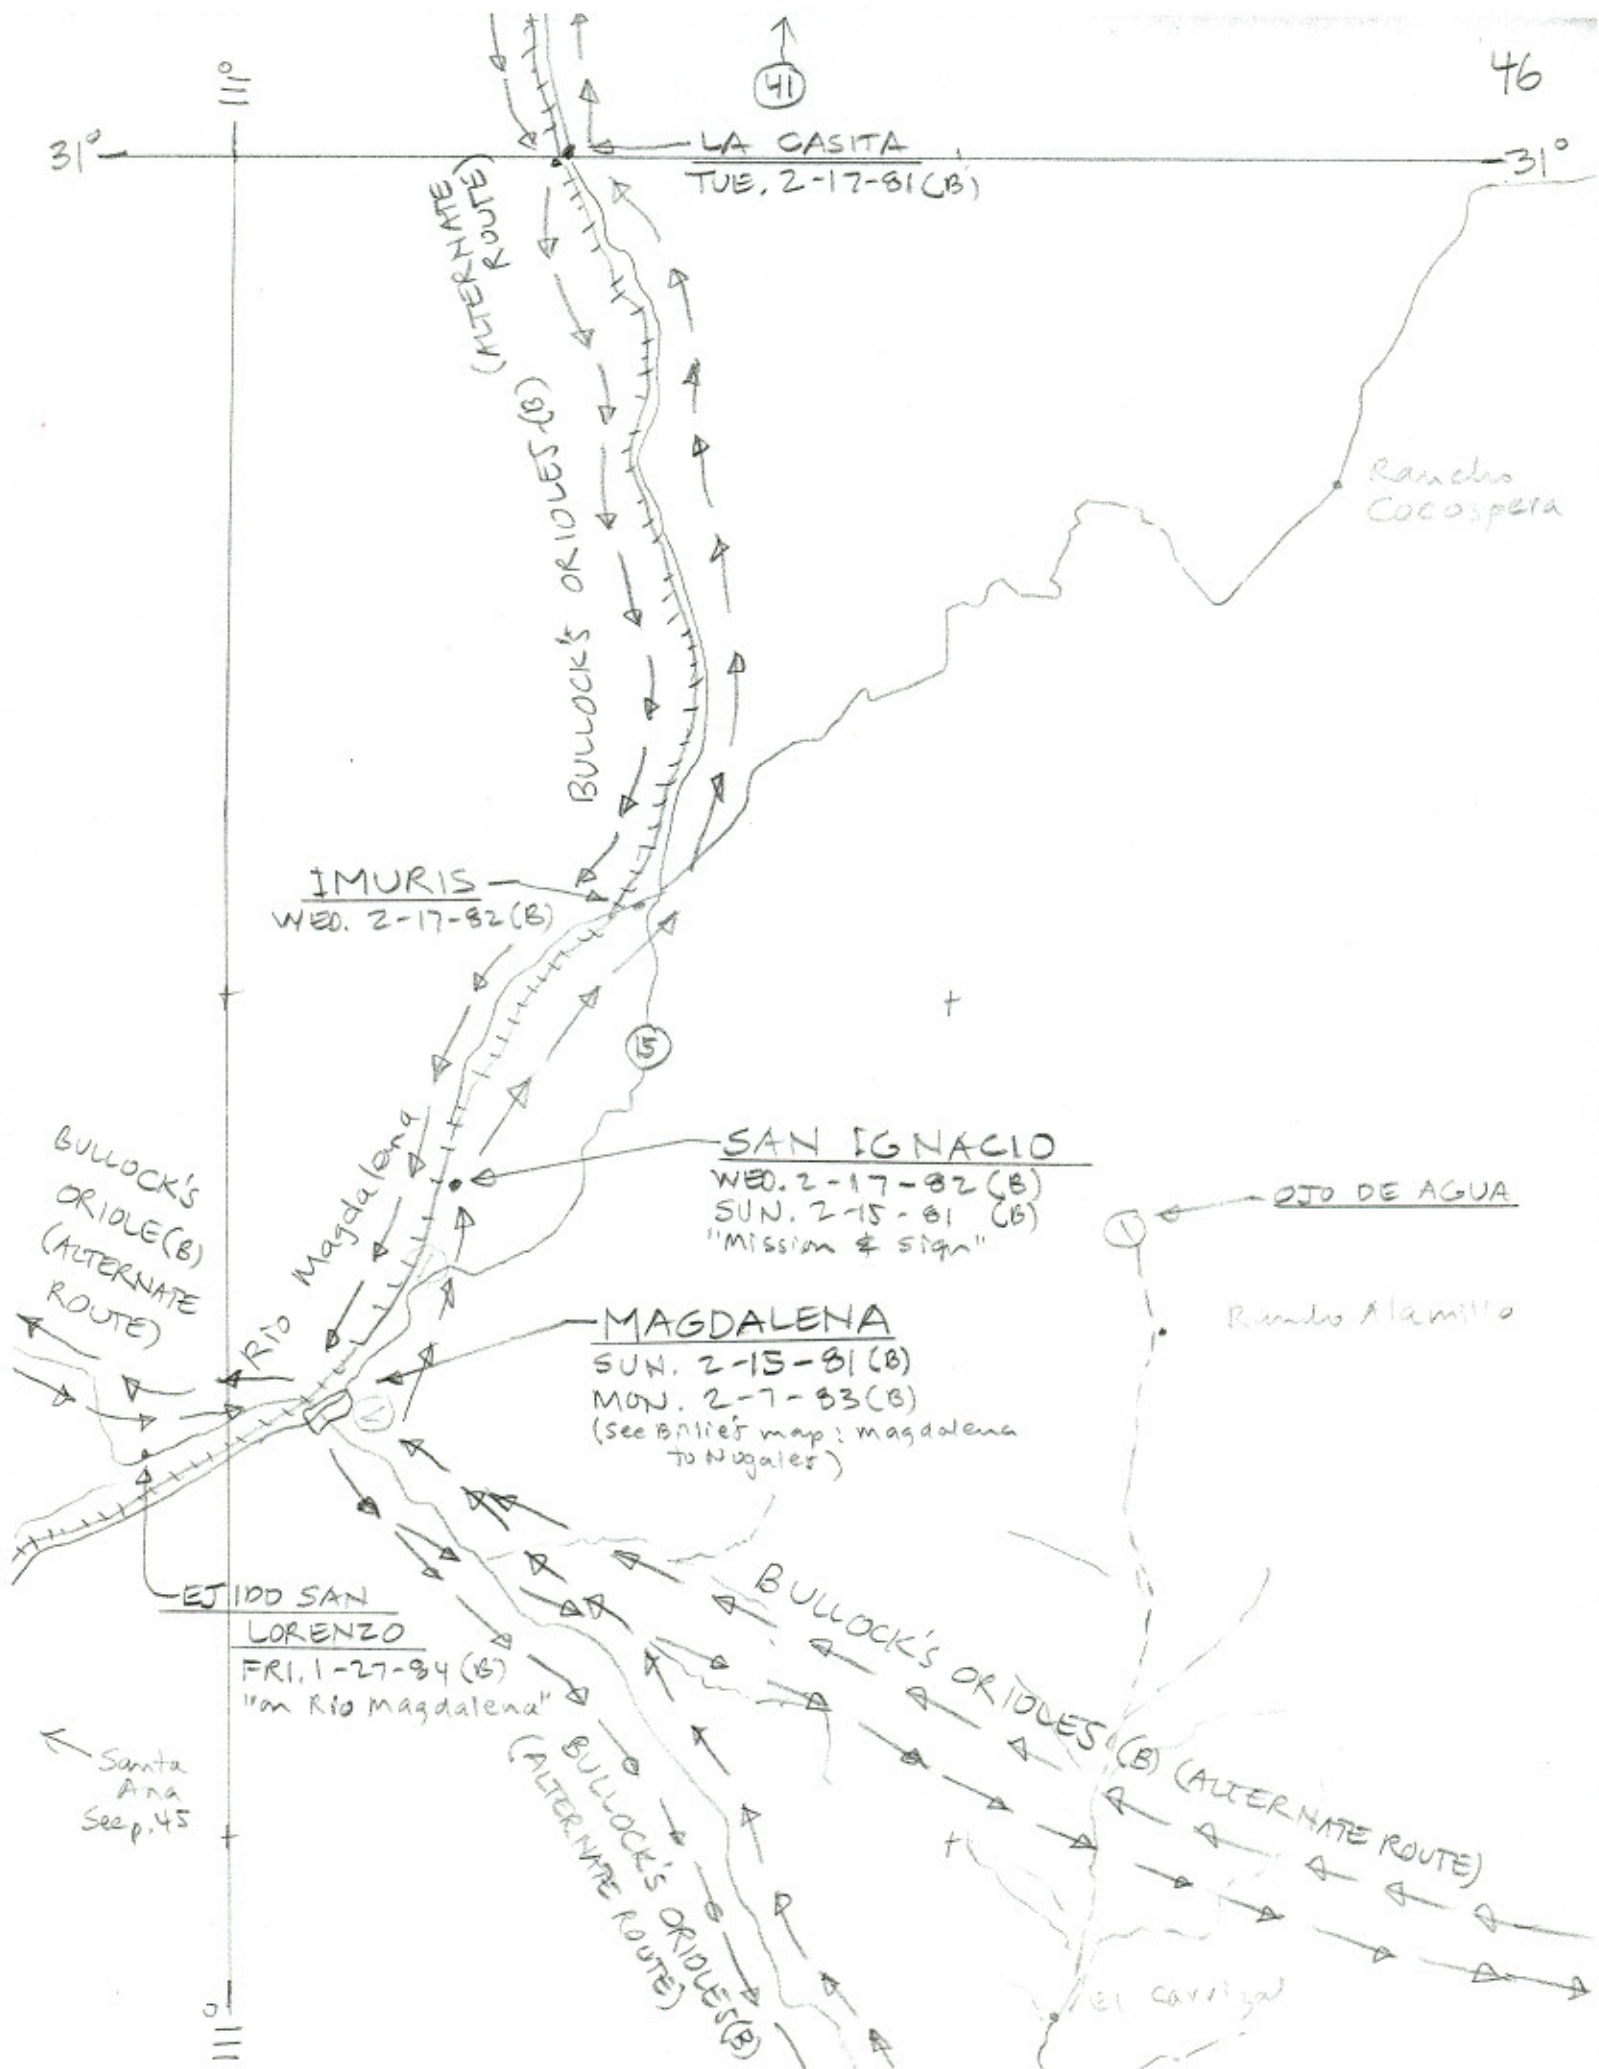 46
41
111°
31°
31°
LA CASITA
TUE. 2-17-81 (B)
(ALTERNATE
ROUTE)
BULLOCK'S ORIOLES (B)
Rancho
Cocospera
IMURIS
WED. 2-17-82 (B)
15
SAN IGNACIO
WED. 2-17-82 (B)
SUN. 2-15-81 (B)
"Mission & Sign"
OJO DE AGUA
1
Rancho Alamillo
BULLOCK'S
ORIOLE (B)
(ALTERNATE
ROUTE)
Rio Magdalena
MAGDALENA
SUN. 2-15-81 (B)
MON. 2-7-83 (B)
(See Billie's map: magdalena
to Nogales)
EJIDO SAN
LORENZO
FRI. 1-27-84 (B)
"on Rio Magdalena"
Santa
Ana
See p. 45
BULLOCK'S ORIOLES (B) (ALTERNATE ROUTE)
BULLOCK'S ORIOLES (B)
(ALTERNATE ROUTE)
El Carrizal
111°